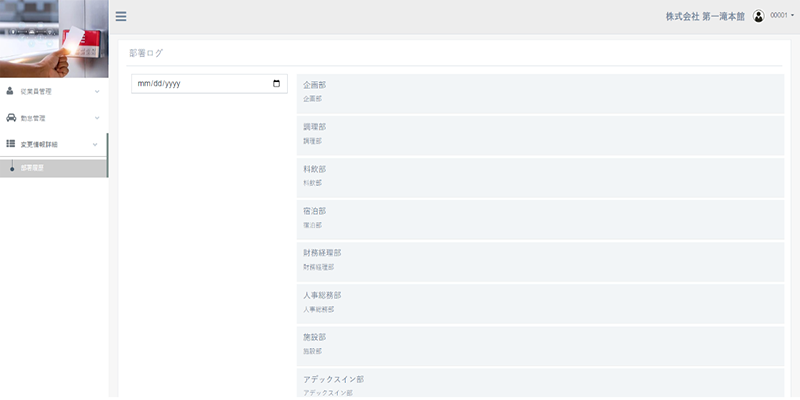 株式会社 第一滝本館
00001
部署ログ
従業員管理
勤怠管理
変更情報詳細
部署履歴
mm/dd/yyyy
企画部
企画部
調理部
調理部
料飲部
料飲部
宿泊部
宿泊部
財務経理部
財務経理部
人事総務部
人事総務部
施設部
施設部
アデックスイン部
アデックスイン部